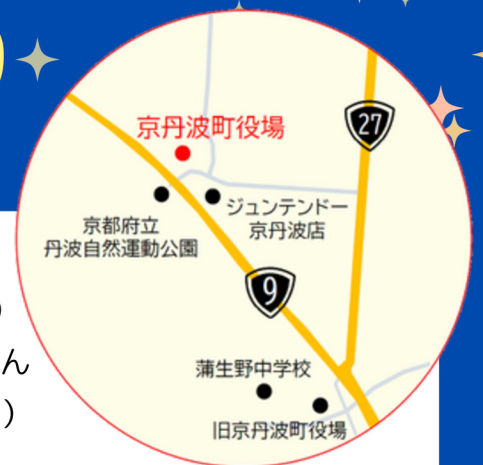 京丹波町役場
27
京都府立
丹波自然運動公園
ジュンテンドー
京丹波店
9
蒲生野中学校
旧京丹波町役場
ん
)